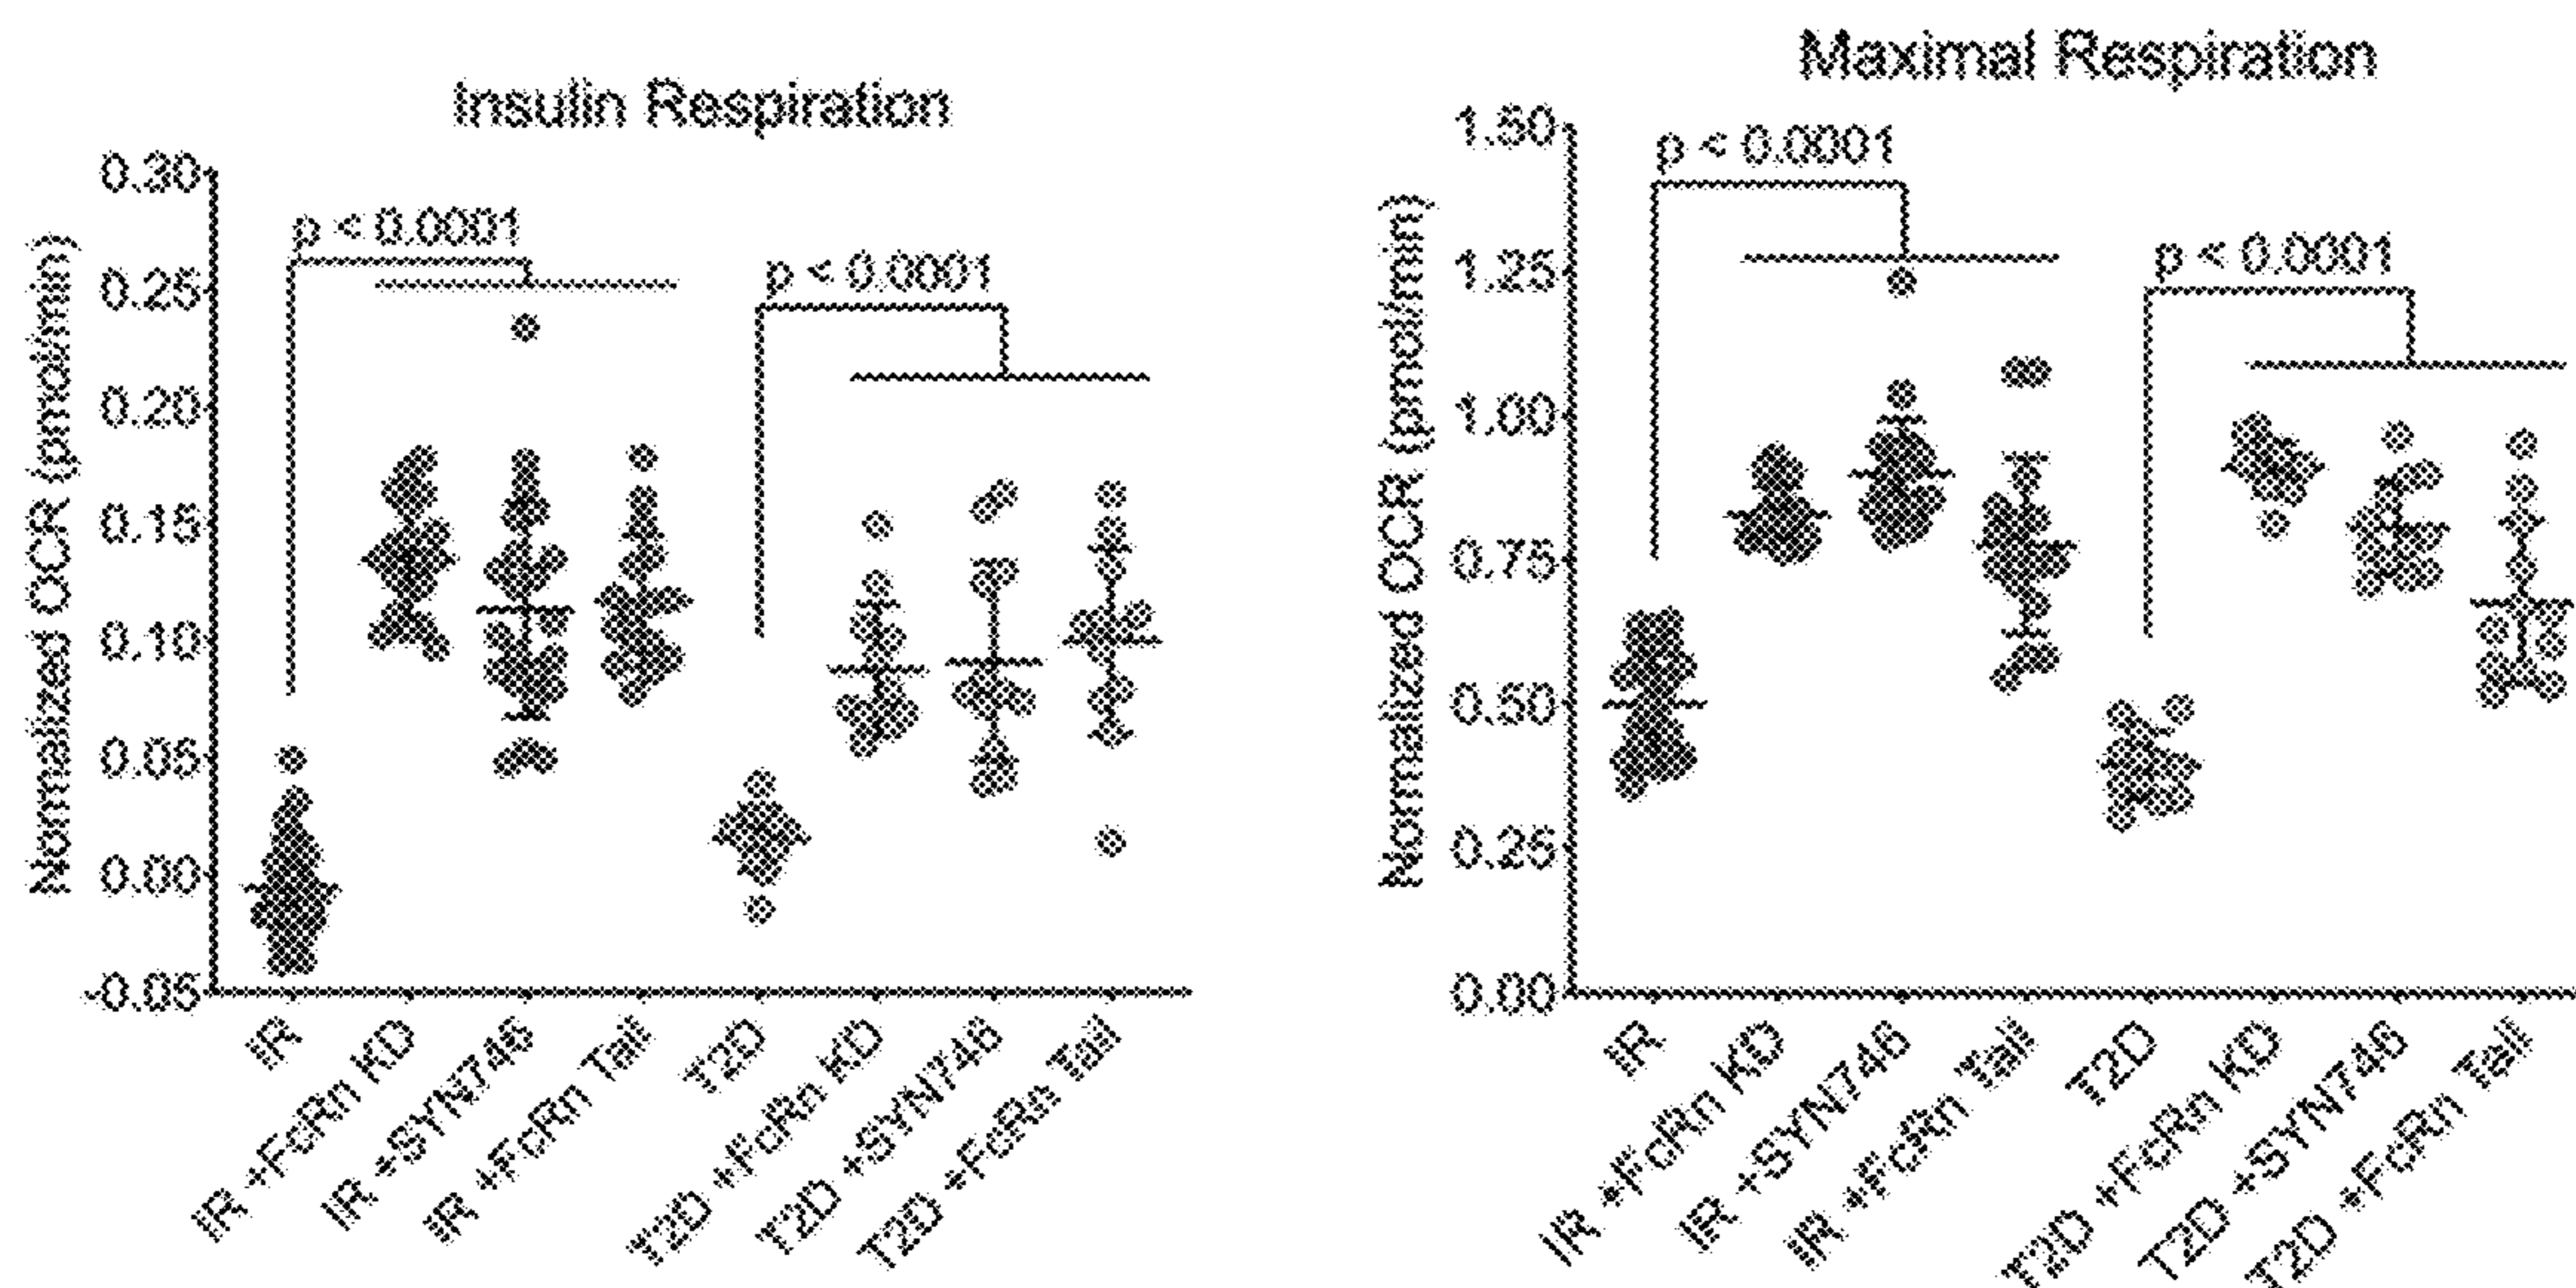 Insulin Respiration
Normalized OCR (pmol/min)
0.30
0.25
0.20
0.15
0.10
0.05
0.00
-0.05
p < 0.0001
p < 0.0001
IR
IR +FcRn KD
IR +SYN746
IR +FcRn Tail
T2D
T2D +FcRn KD
T2D +SYN746
T2D +FcRn Tail
Maximal Respiration
Normalized OCR (pmol/min)
1.50
1.25
1.00
0.75
0.50
0.25
0.00
p < 0.0001
p < 0.0001
IR
IR +FcRn KD
IR +SYN746
IR +FcRn Tail
T2D
T2D +FcRn KD
T2D +SYN746
T2D +FcRn Tail